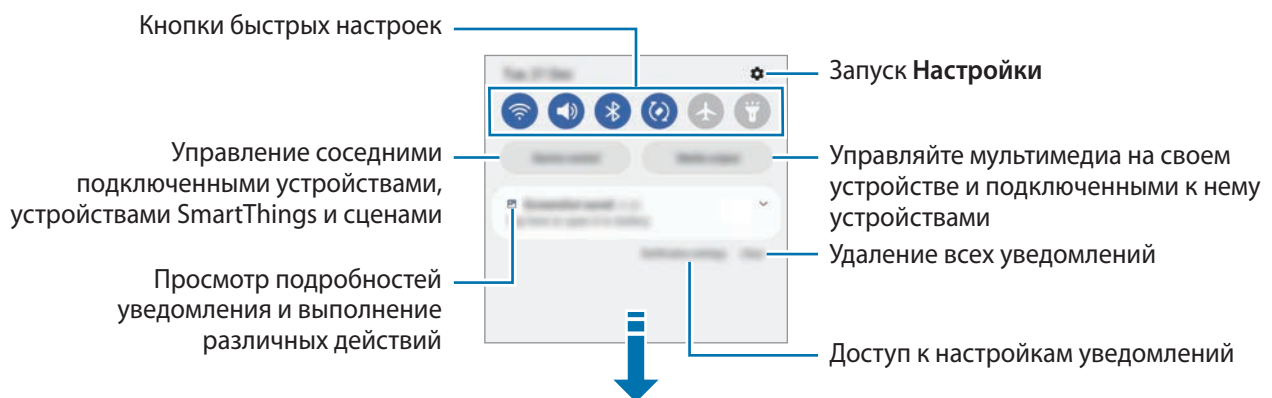 Кнопки быстрых настроек
Запуск Настройки
Управление соседними
подключенными устройствами,
устройствами SmartThings и сценами
Управляйте мультимедиа на своем
устройстве и подключенными к нему
устройствами
Удаление всех уведомлений
Просмотр подробностей
уведомления и выполнение
различных действий
Доступ к настройкам уведомлений